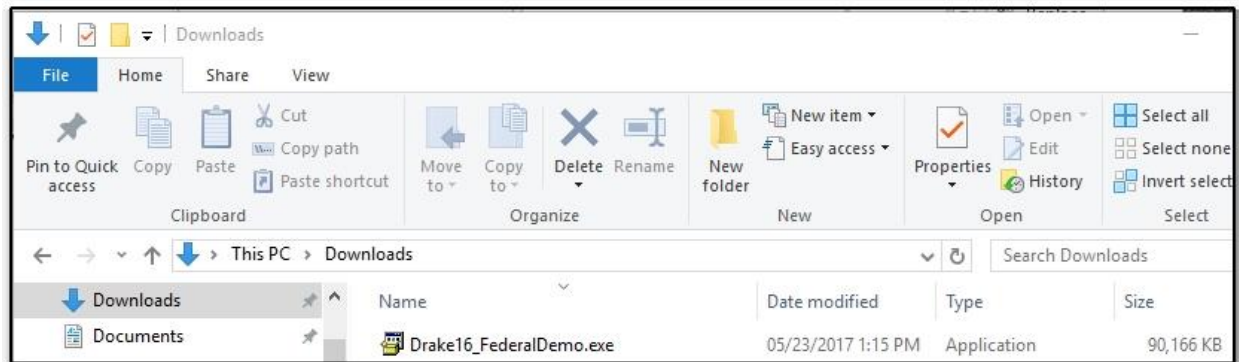 Downloads
File Home Share View
Pin to Quick access
Copy
Paste
Cut
Copy path
Paste shortcut
Clipboard
Move to
Copy to
Delete
Rename
Organize
New folder
New item
Easy access
New
Properties
Open
Edit
History
Open
Select all
Select none
Invert select
Select
This PC > Downloads
Search Downloads
Downloads
Documents
Name Date modified Type Size
Drake16_FederalDemo.exe 05/23/2017 1:15 PM Application 90,166 KB